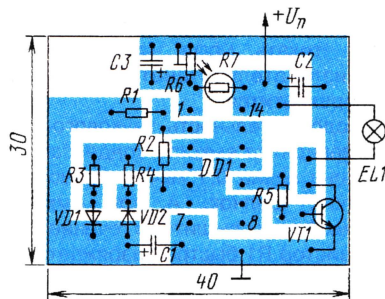 +Uп
C3
+
R6
R7
C2
+
R1
1
14
30
R2
EL1
R3
R4
DD1
R5
VD1
VD2
7
8
VT1
+
C1
40